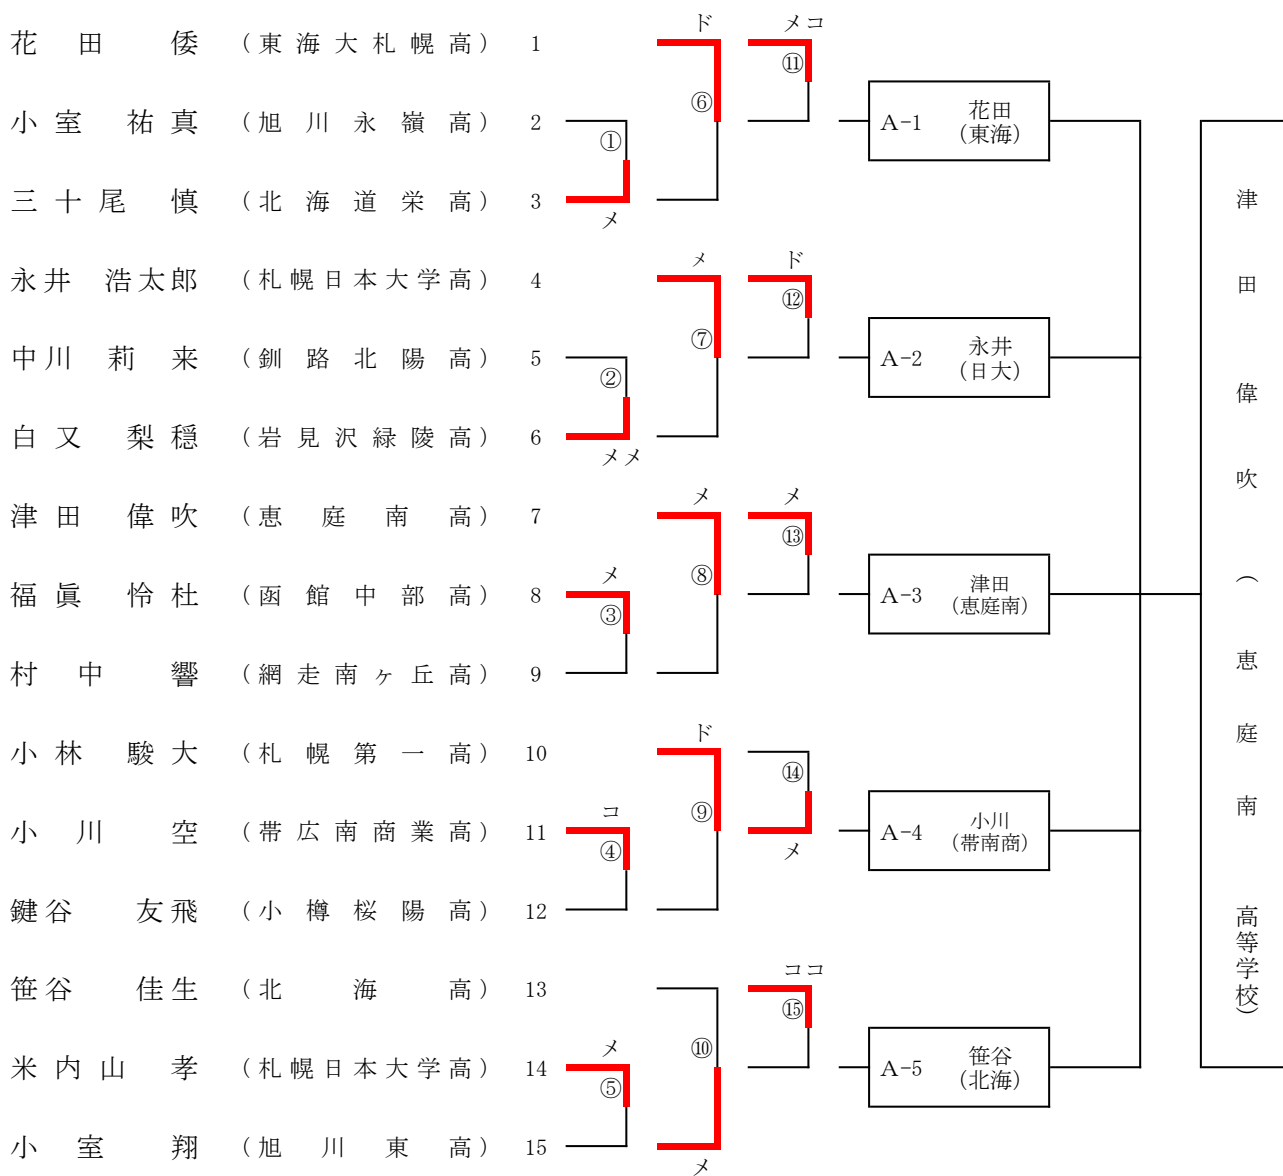 花田 倭 (東海大札幌高) 1
小室 祐真 (旭川永嶺高) 2
三十尾 慎 (北海道栄高) 3
永井 浩太郎 (札幌日本大学高) 4
中川 莉来 (釧路北陽高) 5
白又 梨穏 (岩見沢緑陵高) 6
津田 偉吹 (恵庭南高) 7
福眞 怜杜 (函館中部高) 8
村中 響 (網走南ヶ丘高) 9
小林 駿大 (札幌第一高) 10
小川 空 (帯広南商業高) 11
鍵谷 友飛 (小樽桜陽高) 12
笹谷 佳生 (北海高) 13
米内山 孝 (札幌日本大学高) 14
小室 翔 (旭川東高) 15
①
メ
②
メメ
メ
③
コ
④
メ
⑤
ド
⑥
メ
⑦
メ
⑧
ド
⑨
⑩
メ
メコ
⑪
ド
⑫
メ
⑬
⑭
メ
ココ
⑮
A-1 花田
(東海)
A-2 永井
(日大)
A-3 津田
(恵庭南)
A-4 小川
(帯南商)
A-5 笹谷
(北海)
津田 偉吹 (恵庭南 高等学校)